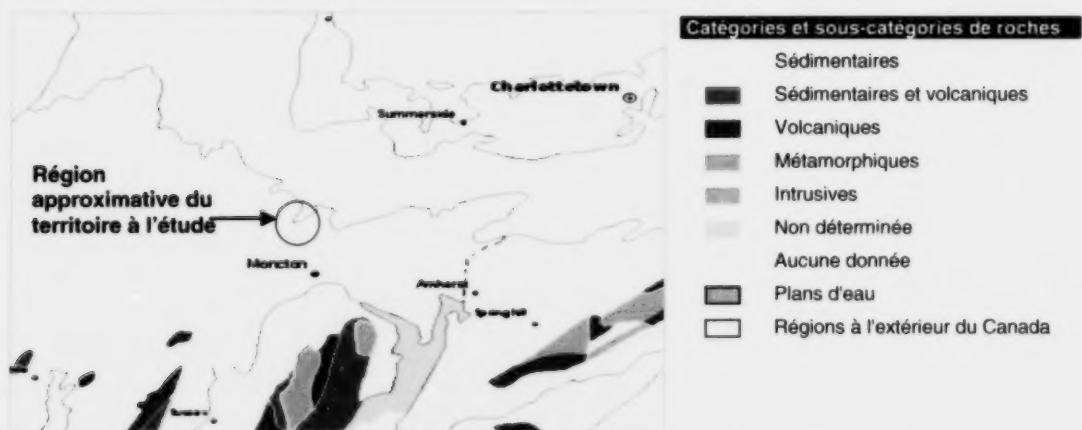 Charlottetown
Summerside
Région
approximative du
territoire à l'étude
Moncton
Amherst
Catégories et sous-catégories de roches
Sédimentaires
Sédimentaires et volcaniques
Volcaniques
Métamorphiques
Intrusives
Non déterminée
Aucune donnée
Plans d'eau
Régions à l'extérieur du Canada